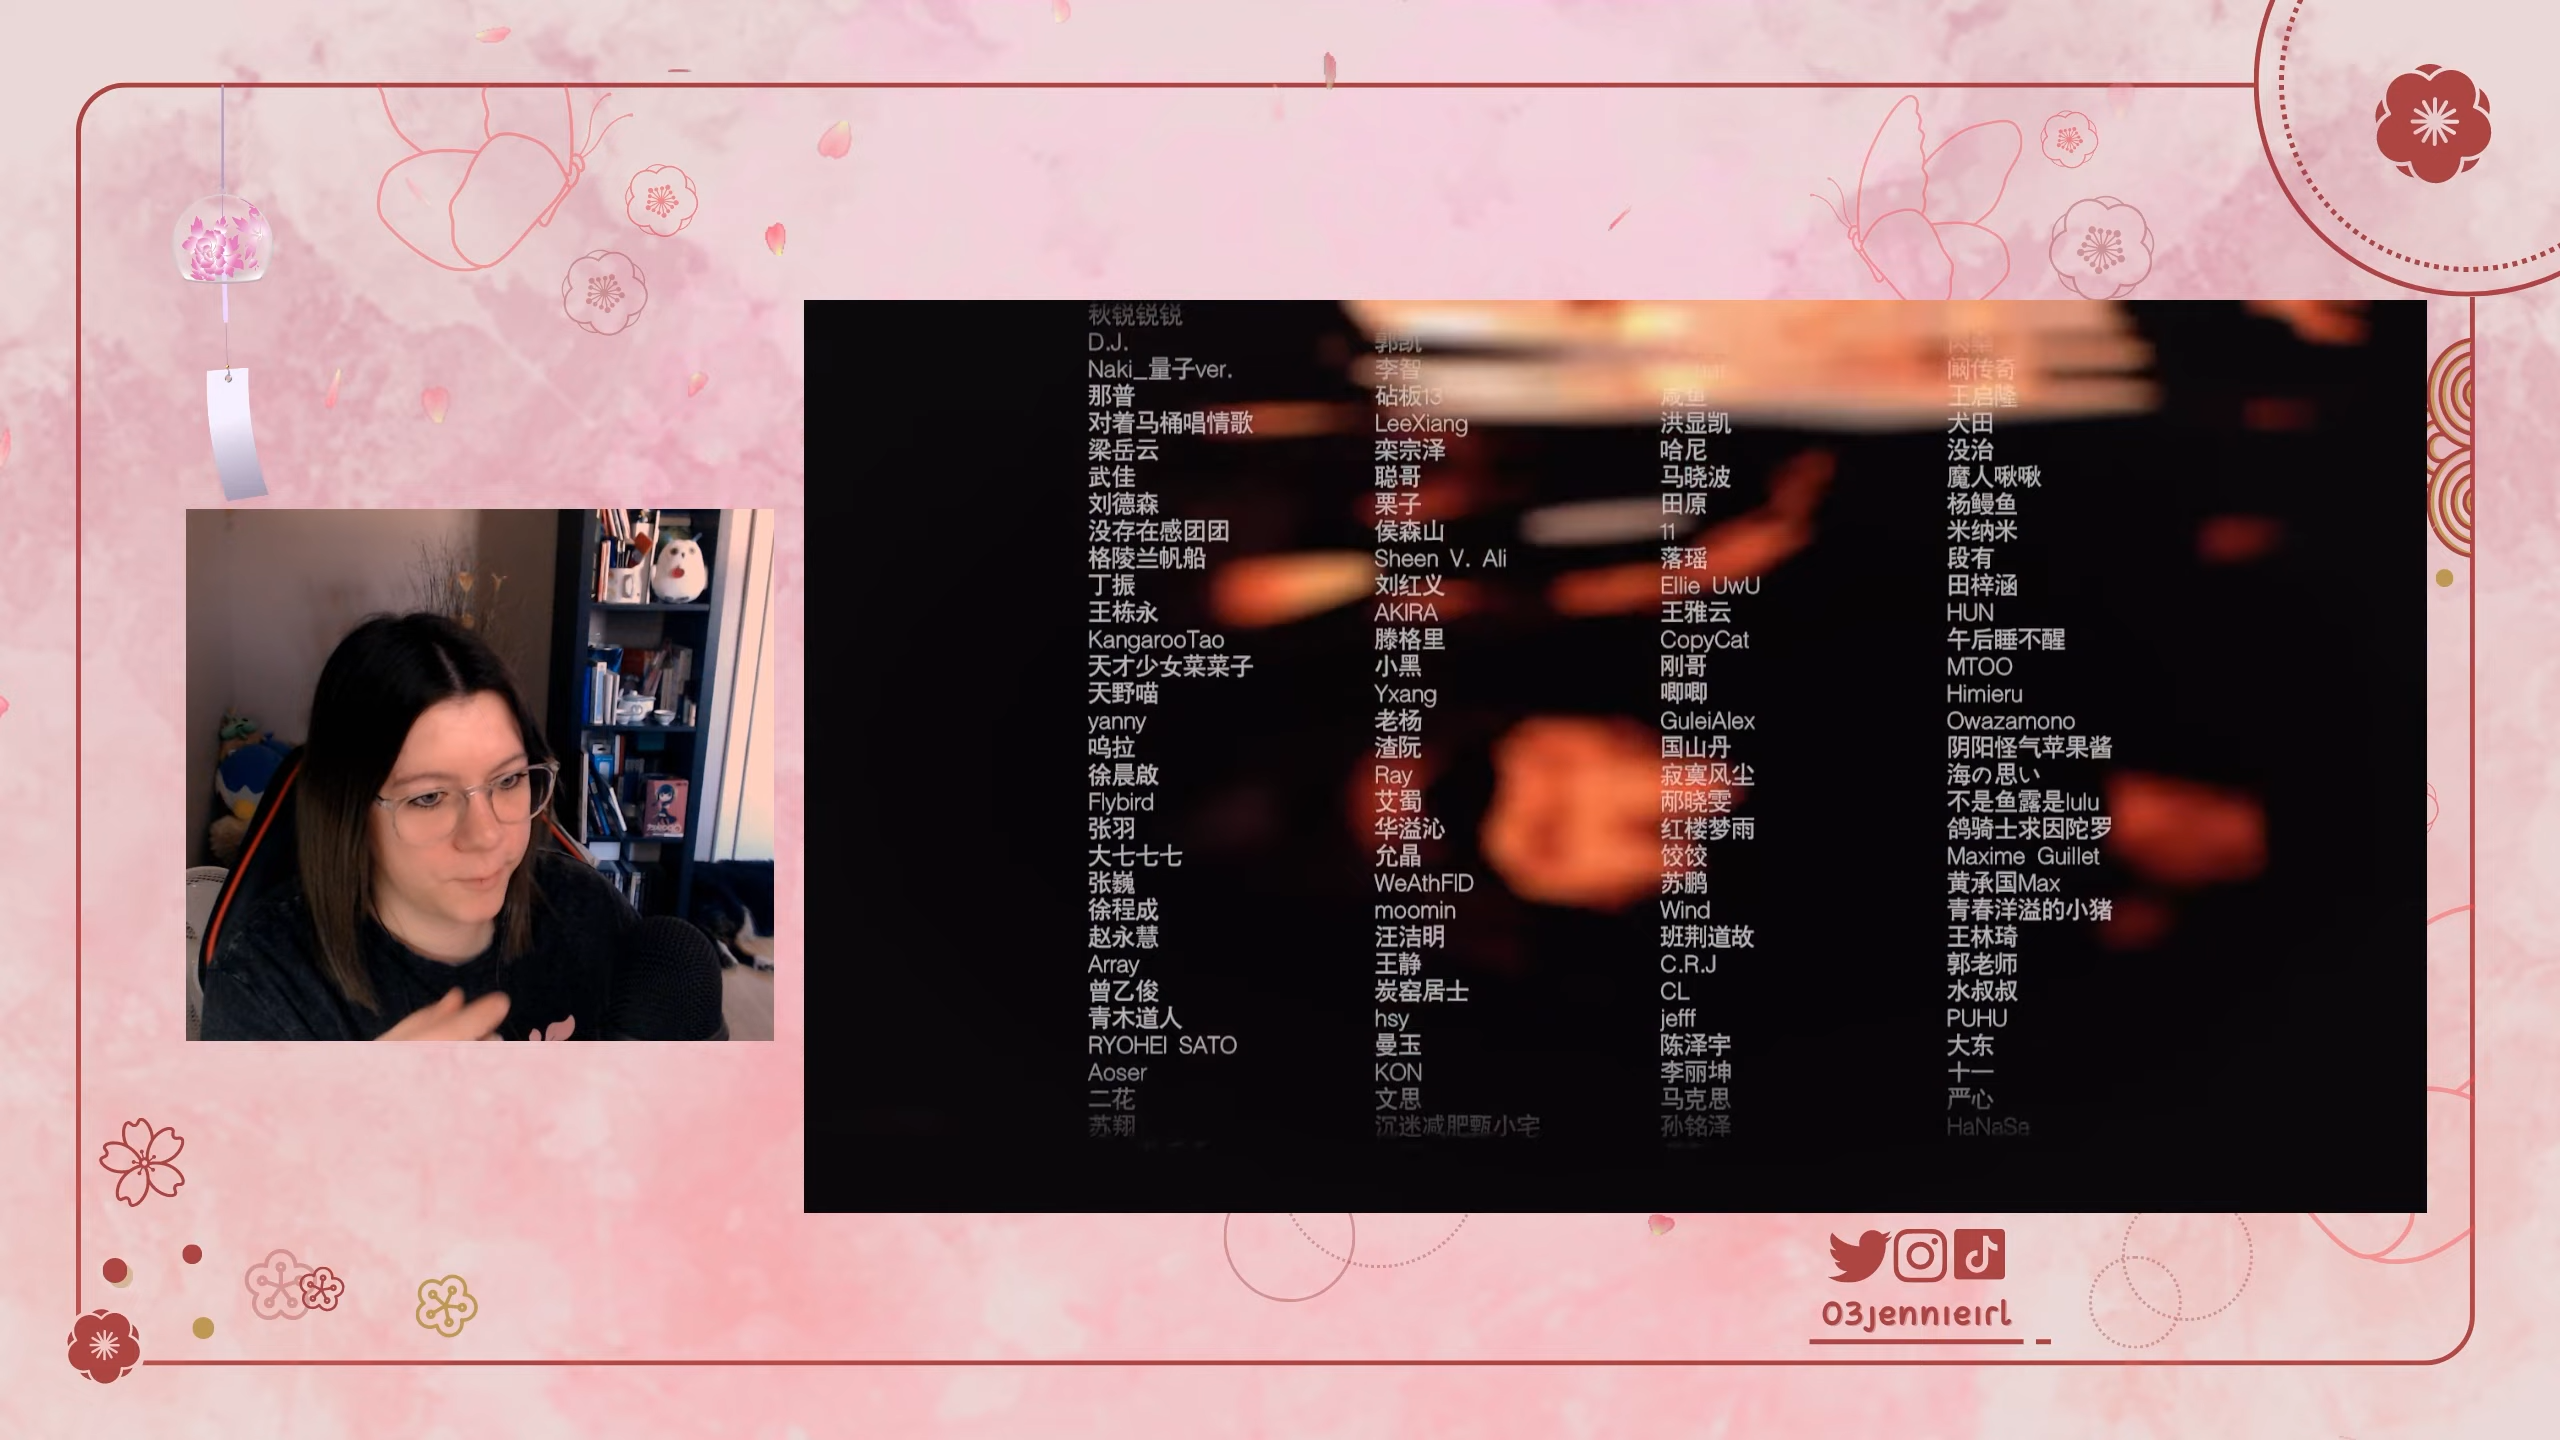 秋锐锐锐
D.J.
Naki_量子ver.
那普
对着马桶唱情歌
梁岳云
武佳
刘德森
没存在感团团
格陵兰帆船
丁振
王栋永
KangarooTao
天才少女菜菜子
天野喵
yanny
呜拉
徐晨啟
Flybird
张羽
大七七七
张巍
徐程成
赵永慧
Array
曾乙俊
青木道人
RYOHEI SATO
Aoser
二花
苏翔
郭凯
李智
砧板13
LeeXiang
栾宗泽
聪哥
栗子
侯森山
Sheen V. Ali
刘红义
AKIRA
滕格里
小黑
Yxang
老杨
渣阮
Ray
艾蜀
华溢沁
允晶
WeAthFID
moomin
汪洁明
王静
炭窑居士
hsy
曼玉
KON
文思
沉迷减肥甄小宅
咸鱼
洪显凯
哈尼
马晓波
田原
11
落瑶
Ellie UwU
王雅云
CopyCat
刚哥
唧唧
GuleiAlex
国山丹
寂寞风尘
邴晓雯
红楼梦雨
饺饺
苏鹏
Wind
班荆道故
C.R.J
CL
jefff
陈泽宇
李丽坤
马克思
孙铭泽
阚传奇
王启隆
犬田
没治
魔人啾啾
杨鳗鱼
米纳米
段有
田梓涵
HUN
午后睡不醒
MTOO
Himieru
Owazamono
阴阳怪气苹果酱
海の思い
不是鱼露是lulu
鸽骑士求因陀罗
Maxime Guillet
黄承国Max
青春洋溢的小猪
王林琦
郭老师
水叔叔
PUHU
大东
十一
严心
HaNaSa
03jennieirl